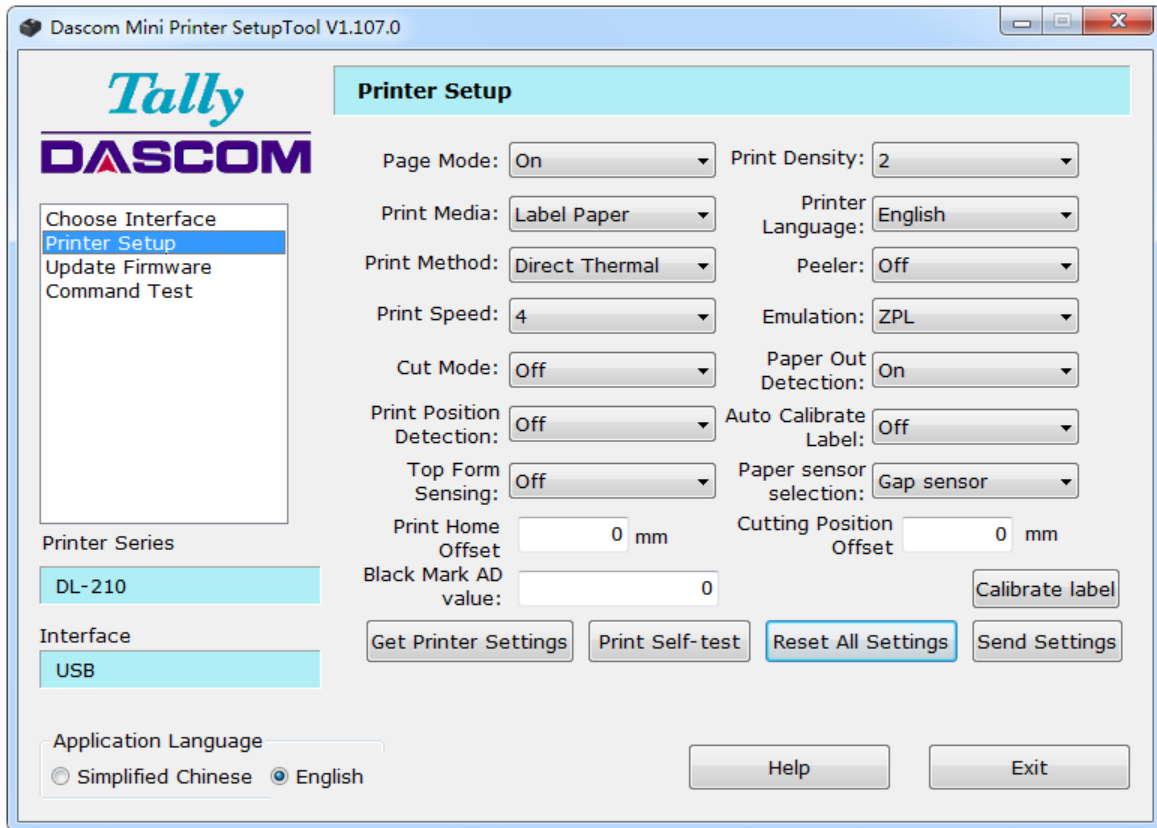 Dascom Mini Printer SetupTool V1.107.0
Tally
DASCOM
Choose Interface
Printer Setup
Update Firmware
Command Test
Printer Series
DL-210
Interface
USB
Application Language
Simplified Chinese
English
Printer Setup
Page Mode: On
Print Density: 2
Print Media: Label Paper
Printer
Language: English
Print Method: Direct Thermal
Peeler: Off
Print Speed: 4
Emulation: ZPL
Cut Mode: Off
Paper Out
Detection: On
Print Position
Detection: Off
Auto Calibrate
Label: Off
Top Form
Sensing: Off
Paper sensor
selection: Gap sensor
Print Home
Offset 0 mm
Cutting Position
Offset 0 mm
Black Mark AD
value: 0
Calibrate label
Get Printer Settings
Print Self-test
Reset All Settings
Send Settings
Help
Exit